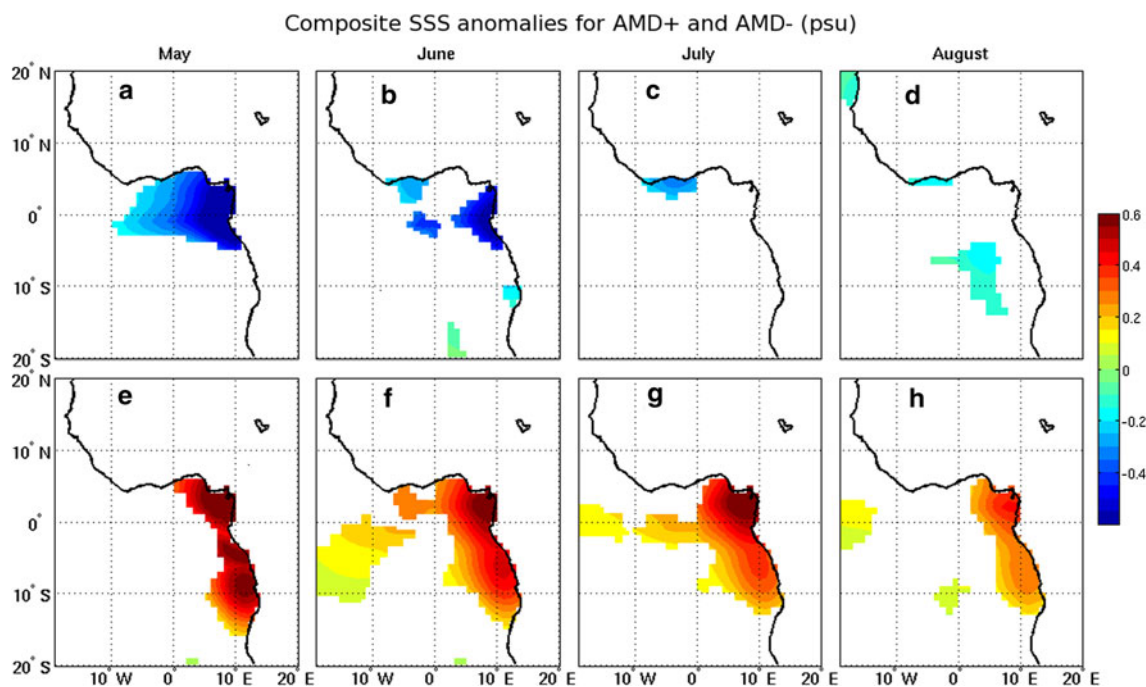 Composite SSS anomalies for AMD+ and AMD- (psu)
May June July August
20° N a b c d
10° N
0°
10° S
20° S
0.6
0.4
0.2
0
-0.2
-0.4
20° N e f g h
10° N
0°
10° S
20° S
10° W 0° 10° E 20° E 10° W 0° 10° E 20° E 10° W 0° 10° E 20° E 10° W 0° 10° E 20° E